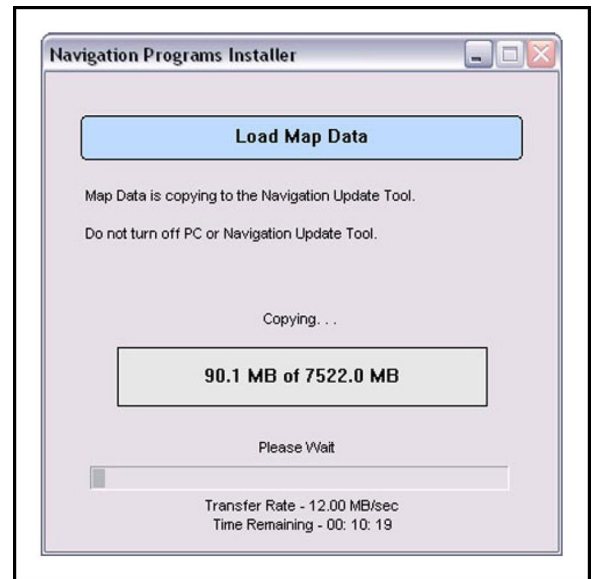 Navigation Programs Installer
Load Map Data
Map Data is copying to the Navigation Update Tool.
Do not turn off PC or Navigation Update Tool.
Copying. . .
90.1 MB of 7522.0 MB
Please Wait
Transfer Rate - 12.00 MB/sec
Time Remaining - 00: 10: 19